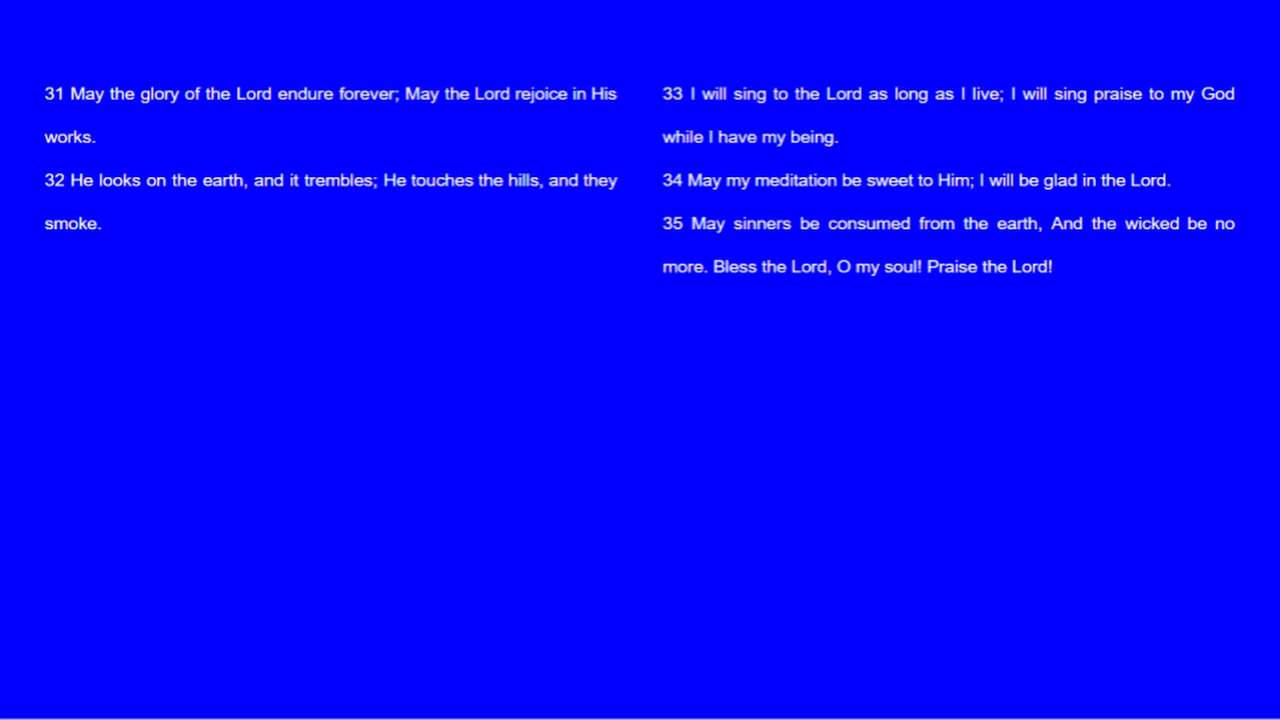 31 May the glory of the Lord endure forever; May the Lord rejoice in His
works.
32 He looks on the earth, and it trembles; He touches the hills, and they
smoke.
33 I will sing to the Lord as long as I live; I will sing praise to my God
while I have my being.
34 May my meditation be sweet to Him; I will be glad in the Lord.
35 May sinners be consumed from the earth, And the wicked be no
more. Bless the Lord, O my soul! Praise the Lord!